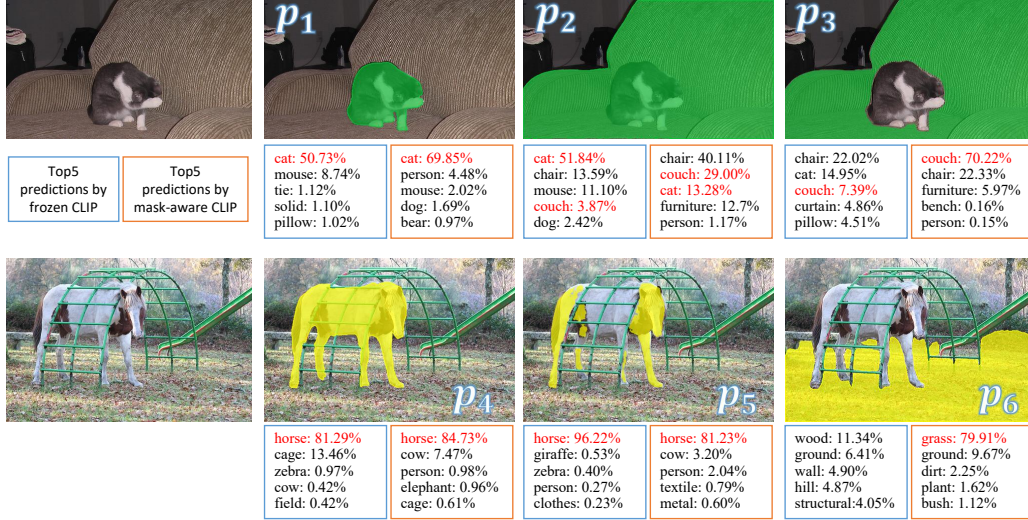 p1
p2
p3
Top5
predictions by
frozen CLIP
Top5
predictions by
mask-aware CLIP
cat: 50.73%
mouse: 8.74%
tie: 1.12%
solid: 1.10%
pillow: 1.02%
cat: 69.85%
person: 4.48%
mouse: 2.02%
dog: 1.69%
bear: 0.97%
cat: 51.84%
chair: 13.59%
mouse: 11.10%
couch: 3.87%
dog: 2.42%
chair: 40.11%
couch: 29.00%
cat: 13.28%
furniture: 12.7%
person: 1.17%
chair: 22.02%
cat: 14.95%
couch: 7.39%
curtain: 4.86%
pillow: 4.51%
couch: 70.22%
chair: 22.33%
furniture: 5.97%
bench: 0.16%
person: 0.15%
p4
p5
p6
horse: 81.29%
cage: 13.46%
zebra: 0.97%
cow: 0.42%
field: 0.42%
horse: 84.73%
cow: 7.47%
person: 0.98%
elephant: 0.96%
cage: 0.61%
horse: 96.22%
giraffe: 0.53%
zebra: 0.40%
person: 0.27%
clothes: 0.23%
horse: 81.23%
cow: 3.20%
person: 2.04%
textile: 0.79%
metal: 0.60%
wood: 11.34%
ground: 6.41%
wall: 4.90%
hill: 4.87%
structural:4.05%
grass: 79.91%
ground: 9.67%
dirt: 2.25%
plant: 1.62%
bush: 1.12%